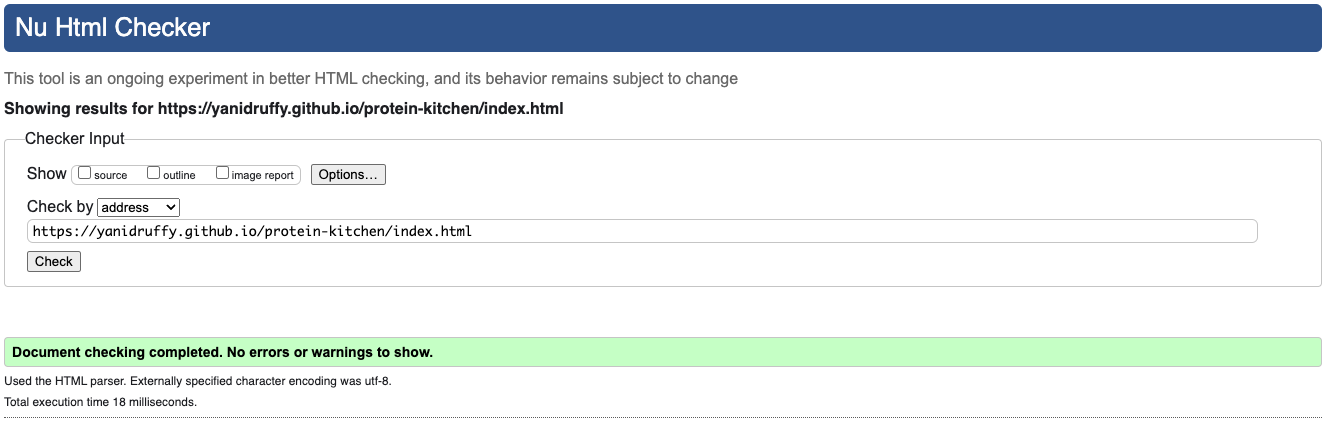 Nu Html Checker
This tool is an ongoing experiment in better HTML checking, and its behavior remains subject to change
Showing results for https://yanidruffy.github.io/protein-kitchen/index.html
Checker Input
Show source outline image report Options…
Check by address
https://yanidruffy.github.io/protein-kitchen/index.html
Check
Document checking completed. No errors or warnings to show.
Used the HTML parser. Externally specified character encoding was utf-8.
Total execution time 18 milliseconds.